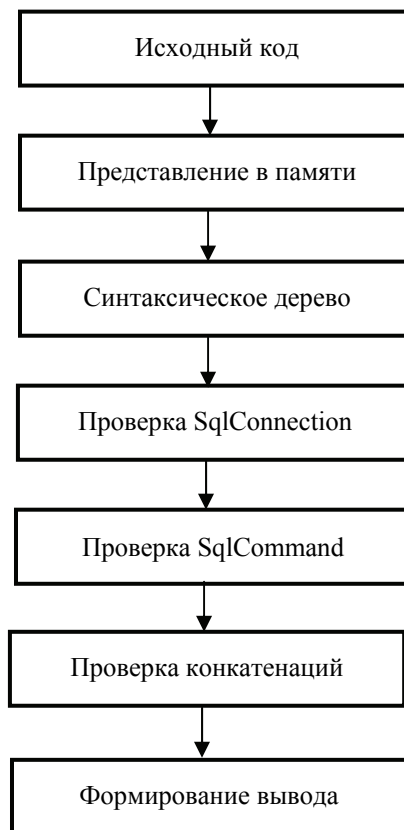 Исходный код
Представление в памяти
Синтаксическое дерево
Проверка SqlConnection
Проверка SqlCommand
Проверка конкатенаций
Формирование вывода